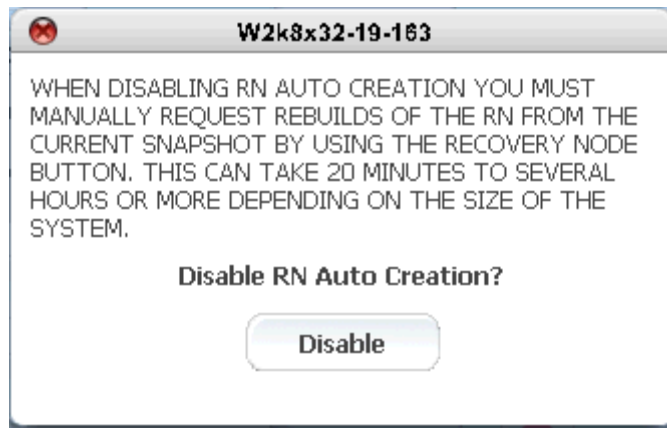 W2k8x32-19-163
WHEN DISABLING RN AUTO CREATION YOU MUST
MANUALLY REQUEST REBUILDS OF THE RN FROM THE
CURRENT SNAPSHOT BY USING THE RECOVERY NODE
BUTTON. THIS CAN TAKE 20 MINUTES TO SEVERAL
HOURS OR MORE DEPENDING ON THE SIZE OF THE
SYSTEM.
Disable RN Auto Creation?
Disable